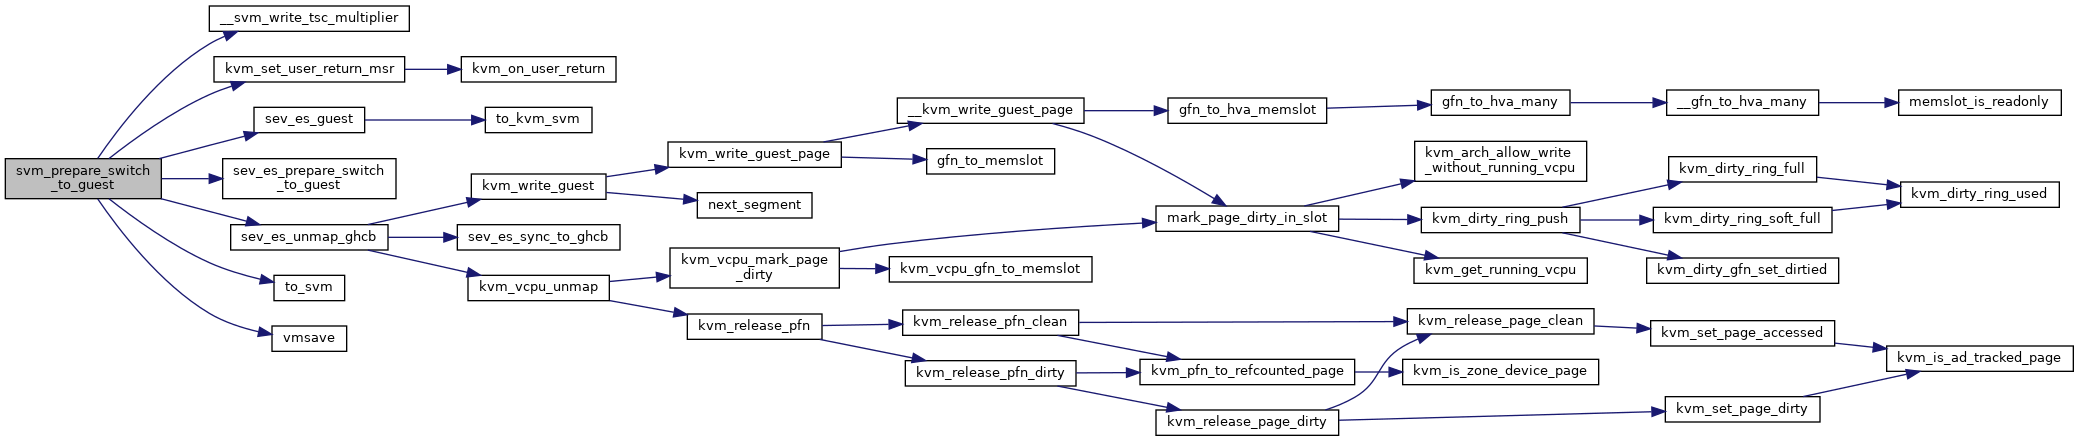 svm_prepare_switch
_to_guest
__svm_write_tsc_multiplier
kvm_set_user_return_msr
kvm_on_user_return
sev_es_guest
to_kvm_svm
sev_es_prepare_switch
_to_guest
sev_es_unmap_ghcb
kvm_write_guest
kvm_write_guest_page
__kvm_write_guest_page
gfn_to_hva_memslot
gfn_to_hva_many
__gfn_to_hva_many
memslot_is_readonly
mark_page_dirty_in_slot
kvm_arch_allow_write
_without_running_vcpu
kvm_dirty_ring_push
kvm_dirty_ring_full
kvm_dirty_ring_used
kvm_dirty_ring_soft_full
kvm_dirty_gfn_set_dirtied
kvm_get_running_vcpu
gfn_to_memslot
next_segment
sev_es_sync_to_ghcb
kvm_vcpu_unmap
kvm_vcpu_mark_page
_dirty
kvm_vcpu_gfn_to_memslot
kvm_release_pfn
kvm_release_pfn_clean
kvm_release_page_clean
kvm_set_page_accessed
kvm_is_ad_tracked_page
kvm_pfn_to_refcounted_page
kvm_is_zone_device_page
kvm_release_pfn_dirty
kvm_release_page_dirty
kvm_set_page_dirty
to_svm
vmsave